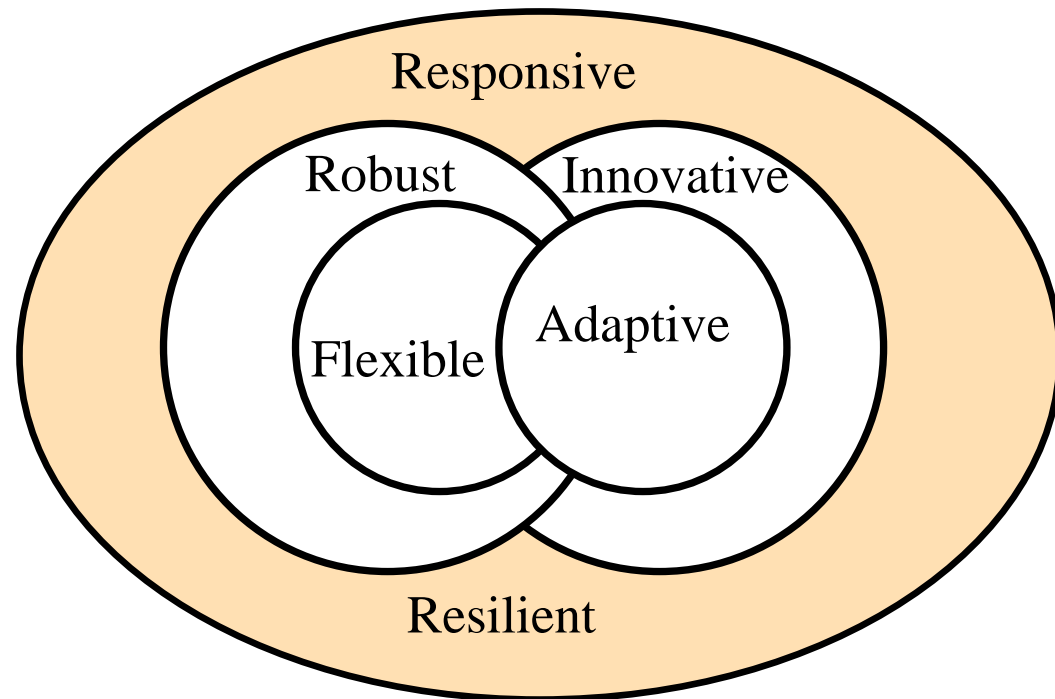 Responsive
Robust
Innovative
Adaptive
Flexible
Resilient